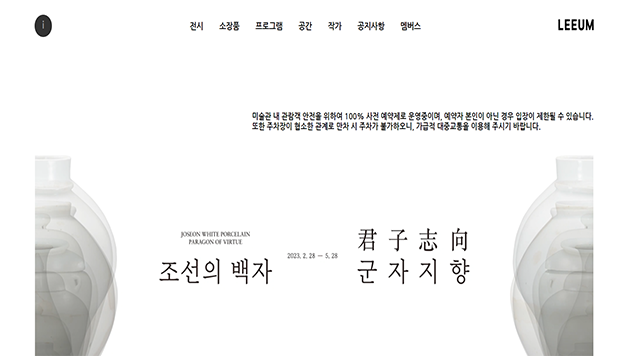 i
전시 소장품 프로그램 공간 작가 공지사항 멤버스
LEEUM
미술관 내 관람객 안전을 위하여 100% 사전 예약제로 운영중이며, 예약자 본인이 아닌 경우 입장이 제한될 수 있습니다.
또한 주차장이 협소한 관계로 만차 시 주차가 불가하오니, 가급적 대중교통을 이용해 주시기 바랍니다.
JOSEON WHITE PORCELAIN
PARAGON OF VIRTUE
조선의 백자
2023. 2. 28 — 5. 28
君子志向
군자지향